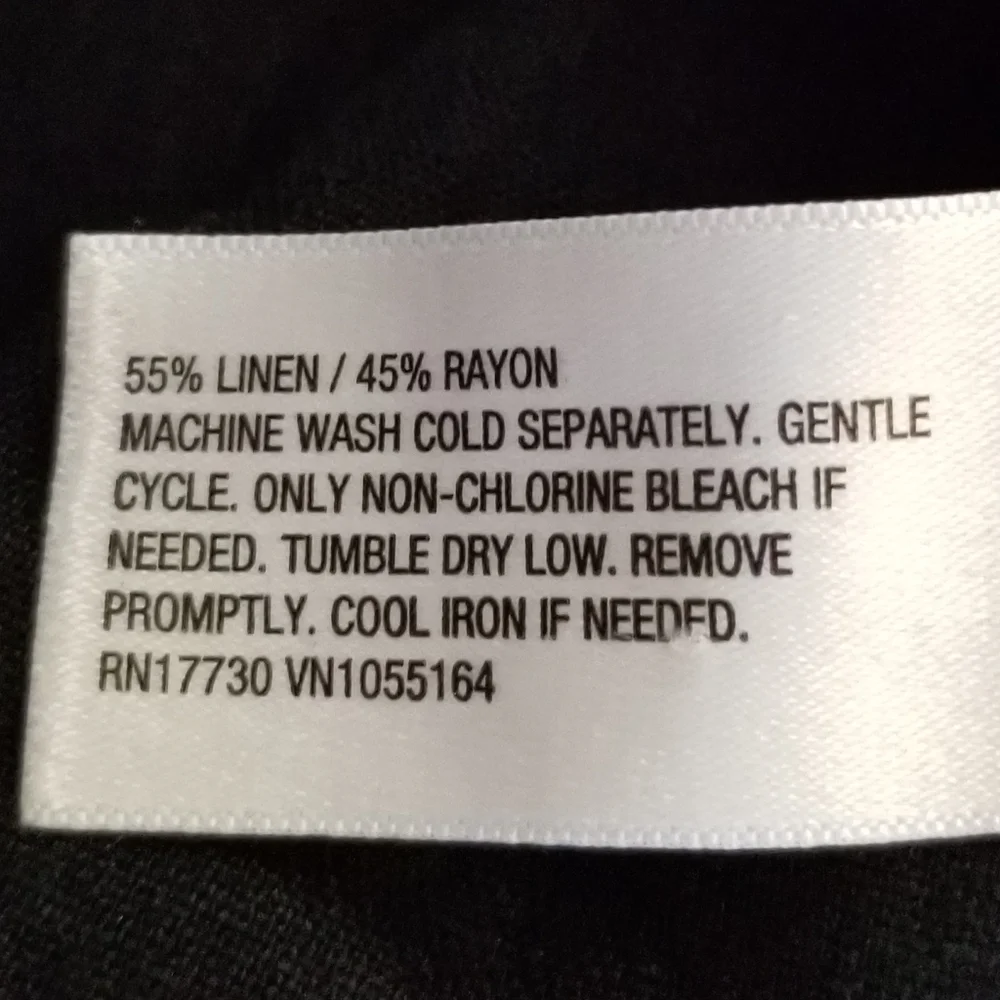 55% LINEN / 45% RAYON
MACHINE WASH COLD SEPARATELY. GENTLE
CYCLE. ONLY NON-CHLORINE BLEACH IF
NEEDED. TUMBLE DRY LOW. REMOVE
PROMPTLY. COOL IRON IF NEEDED.
RN17730 VN1055164